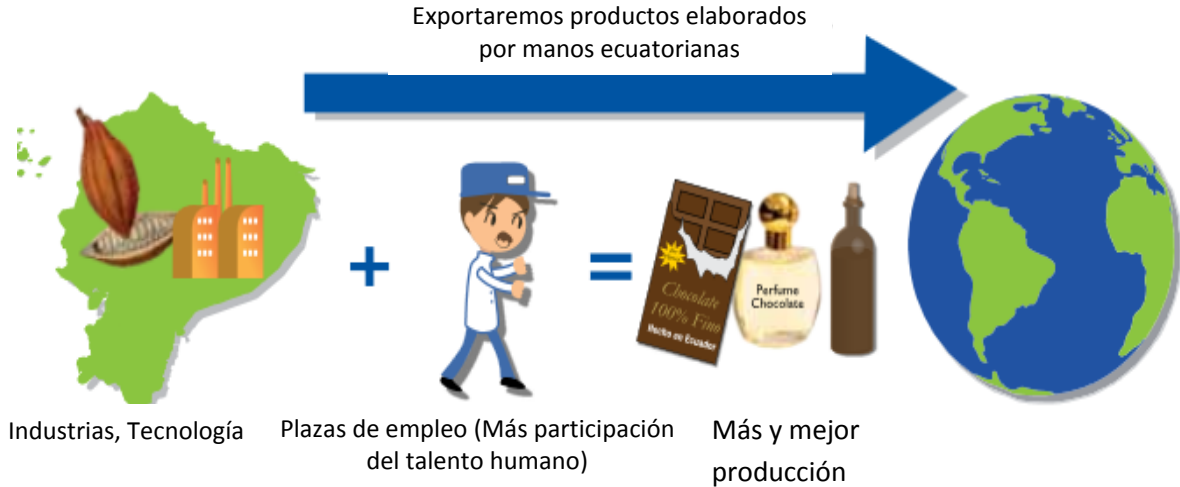 Exportaremos productos elaborados
por manos ecuatorianas
Chocolate
100% Fino
Hecho en Ecuador
Perfume
Chocolate
Industrias, Tecnología
Plazas de empleo (Más participación
del talento humano)
Más y mejor
producción